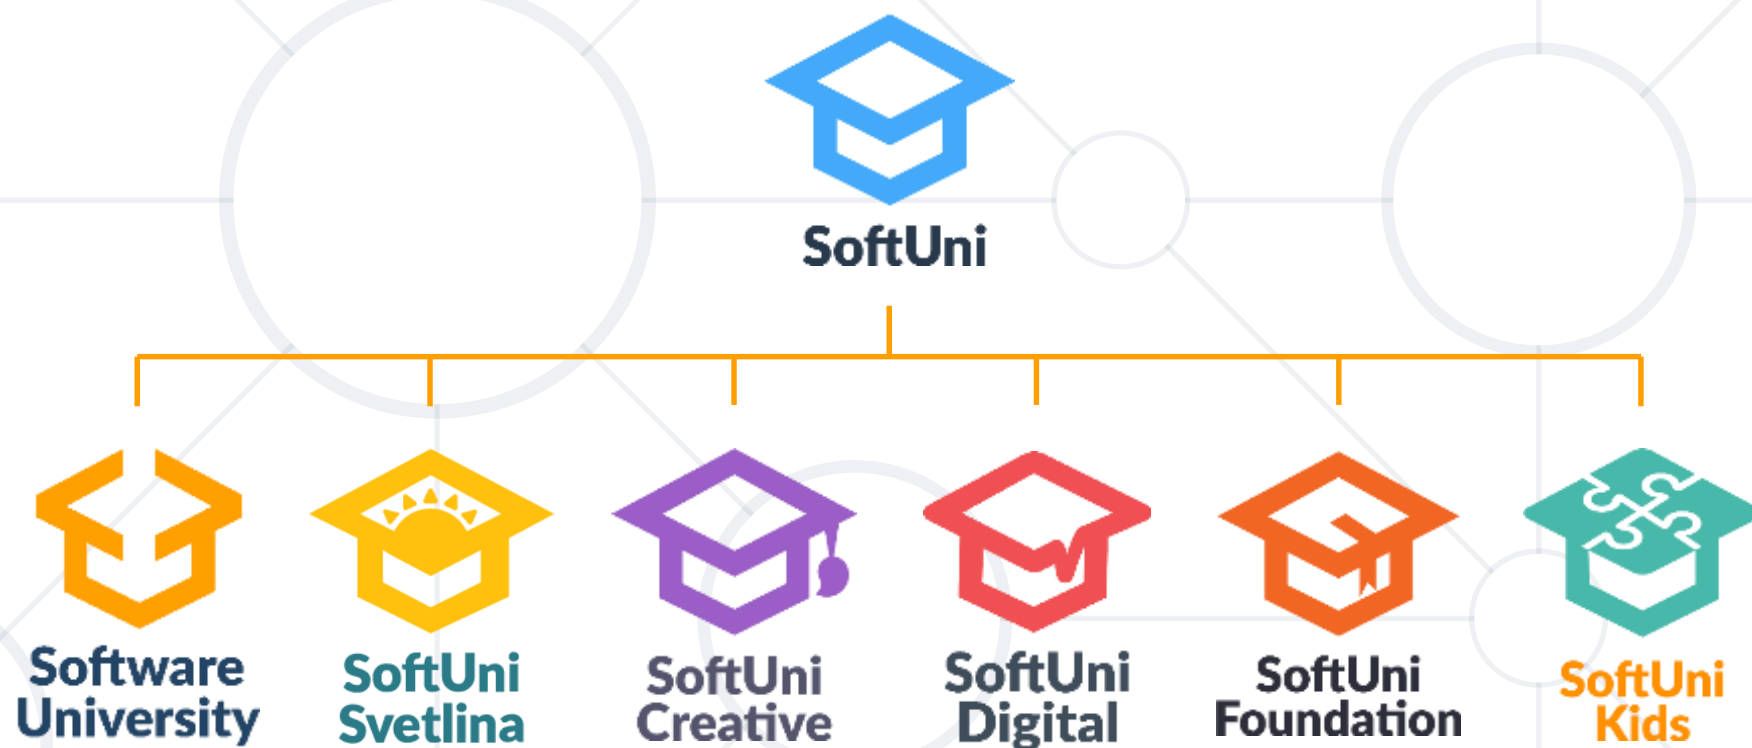 SoftUni
Software
University
SoftUni
Svetlina
SoftUni
Creative
SoftUni
Digital
SoftUni
Foundation
SoftUni
Kids